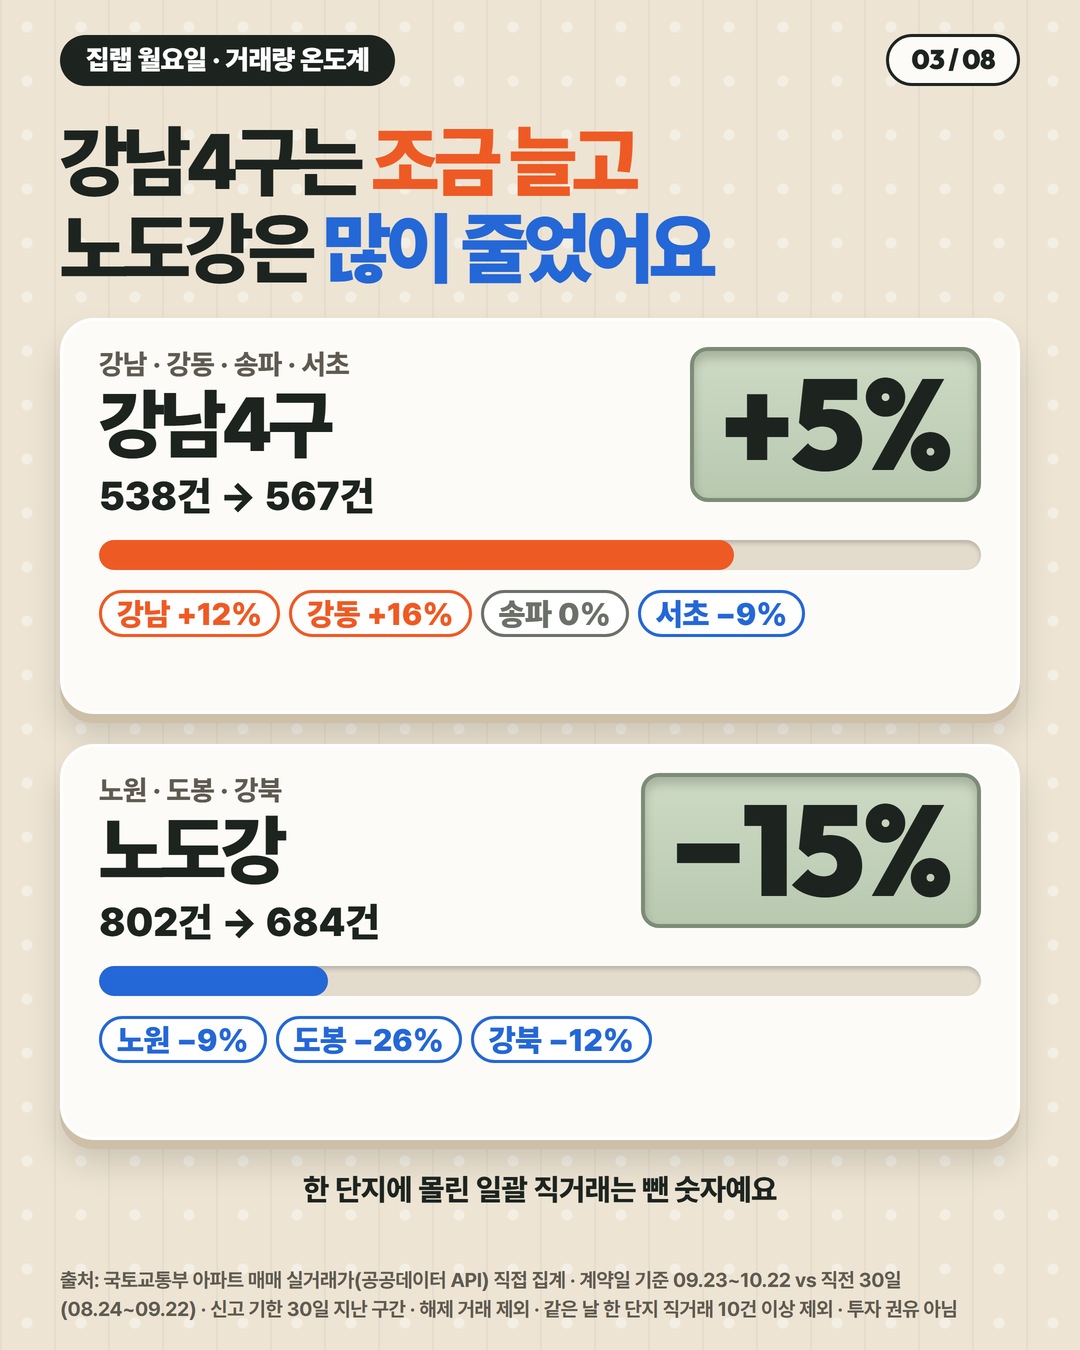 집랩 월요일 · 거래량 온도계
03 / 08
강남4구는 조금 늘고
노도강은 많이 줄었어요
강남 · 강동 · 송파 · 서초
강남4구
+5%
538건 → 567건
강남 +12%
강동 +16%
송파 0%
서초 −9%
노원 · 도봉 · 강북
노도강
−15%
802건 → 684건
노원 −9%
도봉 −26%
강북 −12%
한 단지에 몰린 일괄 직거래는 뺀 숫자예요
출처: 국토교통부 아파트 매매 실거래가(공공데이터 API) 직접 집계 · 계약일 기준 09.23~10.22 vs 직전 30일
(08.24~09.22) · 신고 기한 30일 지난 구간 · 해제 거래 제외 · 같은 날 한 단지 직거래 10건 이상 제외 · 투자 권유 아님